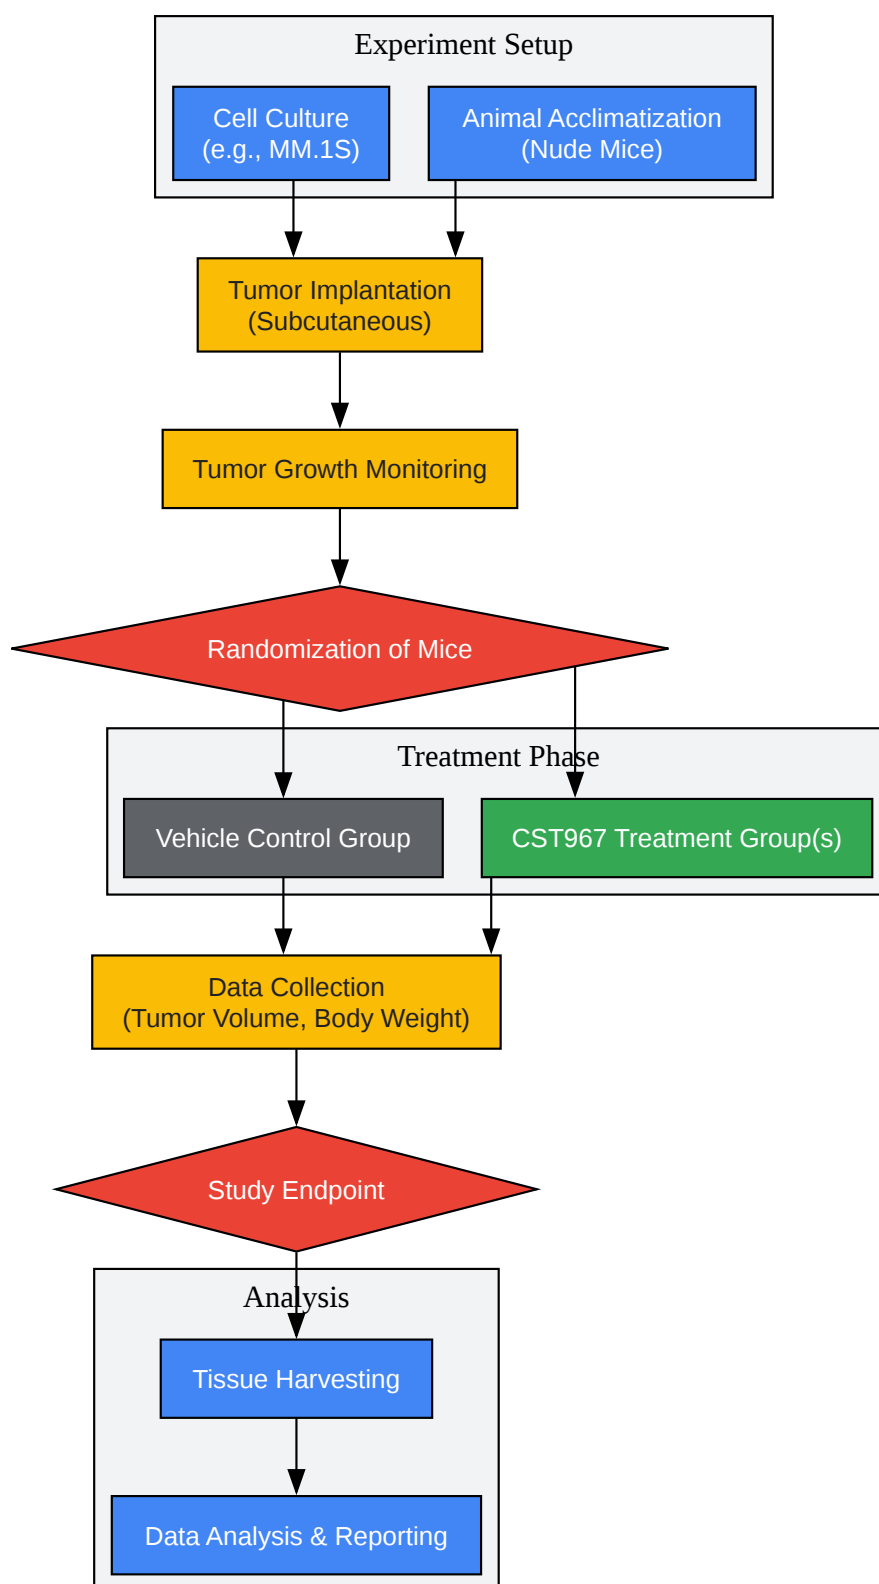 Experiment Setup
Cell Culture
(e.g., MM.1S)
Animal Acclimatization
(Nude Mice)
Tumor Implantation
(Subcutaneous)
Tumor Growth Monitoring
Randomization of Mice
Treatment Phase
Vehicle Control Group
CST967 Treatment Group(s)
Data Collection
(Tumor Volume, Body Weight)
Study Endpoint
Analysis
Tissue Harvesting
Data Analysis & Reporting